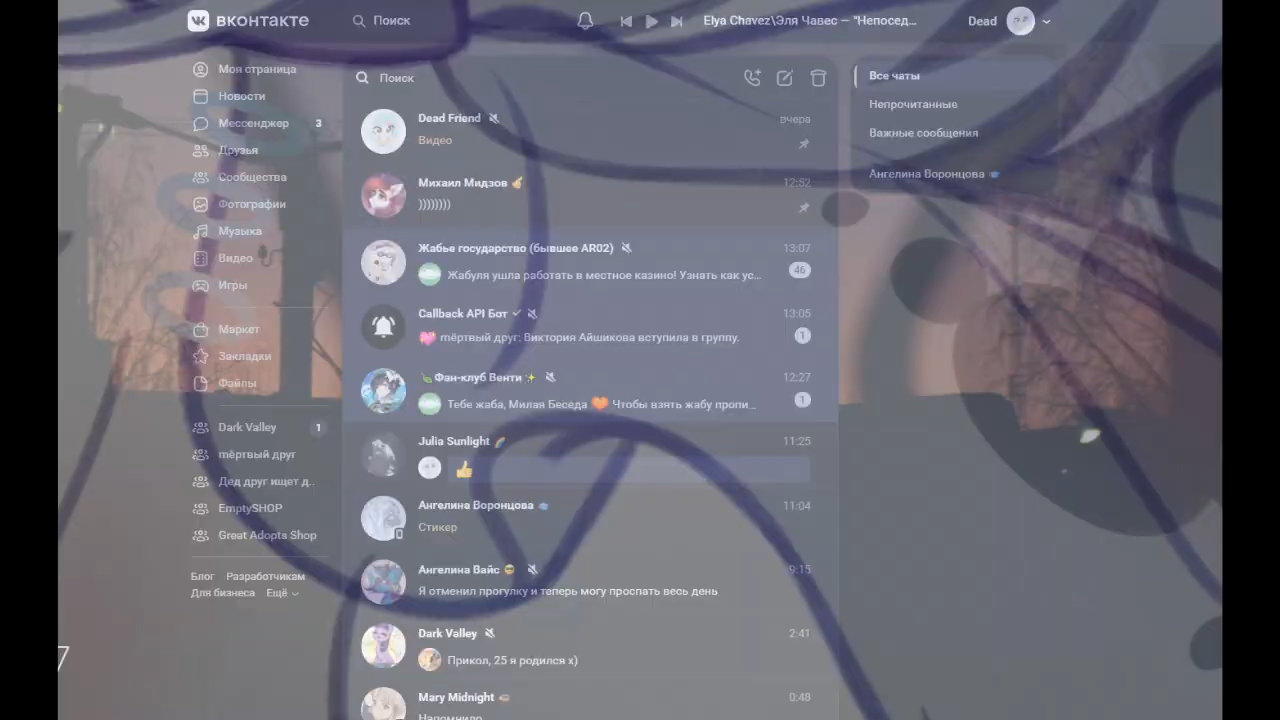 вконтакте
Поиск
Elya Chavez\Эля Чавес — "Непосед...
Dead
Моя страница
Новости
Мессенджер 3
Друзья
Сообщества
Фотографии
Музыка
Видео
Игры
Маркет
Закладки
Файлы
Dark Valley 1
мёртвый друг
Дед друг ищет д..
EmptySHOP
Great Adopts Shop
Блог Разработчикам
Для бизнеса Ещё
Поиск
Dead Friend вчера
Видео
Михаил Мидзов 12:52
))))))))
Жабье государство (бывшее AR02) 13:07
Жабуля ушла работать в местное казино! Узнать как ус... 46
Callback API Бот 13:05
мёртвый друг: Виктория Айшикова вступила в группу. 1
Фан-клуб Венти 12:27
Тебе жаба, Милая Беседа 🧡 Чтобы взять жабу пропи... 1
Julia Sunlight 11:25
👍
Ангелина Воронцова 11:04
Стикер
Ангелина Вайс 9:15
Я отменил прогулку и теперь могу проспать весь день
Dark Valley 2:41
Прикол, 25 я родился х)
Mary Midnight 0:48
Напомнило
Все чаты
Непрочитанные
Важные сообщения
Ангелина Воронцова
7